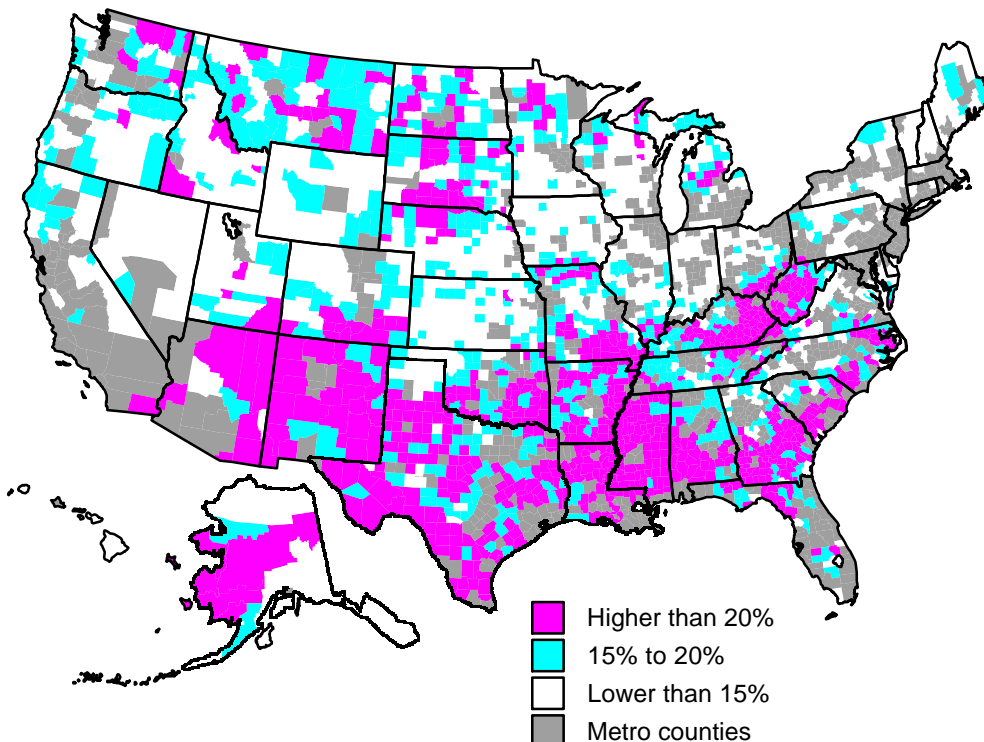 Higher than 20%
15% to 20%
Lower than 15%
Metro counties